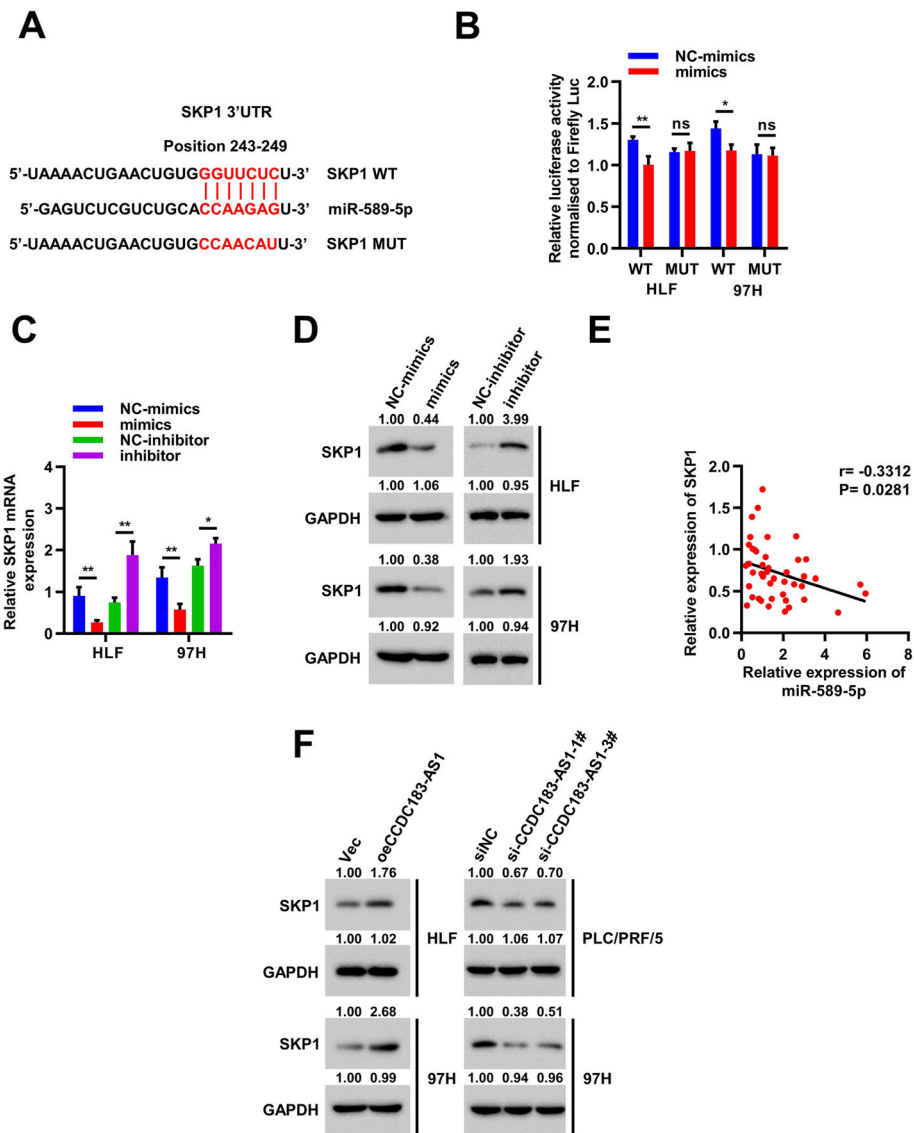 A
SKP1 3'UTR
Position 243-249
5'-UAAAACUGAACUGUGGGUUCUCU-3' SKP1 WT
5'-GAGUCUCGUCUGCACCAAGAGU-3' miR-589-5p
5'-UAAAACUGAACUGUGCCAACAUU-3' SKP1 MUT
B
NC-mimics
mimics
Relative luciferase activity
normalised to Firefly Luc
2.0
1.5
1.0
0.5
0.0
** ns * ns
WT MUT WT MUT
HLF 97H
C
NC-mimics
mimics
NC-inhibitor
inhibitor
Relative SKP1 mRNA
expression
4
3
2
1
0
** ** ** *
HLF 97H
D
NC-mimics mimics NC-inhibitor inhibitor
1.00 0.44 1.00 3.99
SKP1
1.00 1.06 1.00 0.95
GAPDH
HLF
1.00 0.38 1.00 1.93
SKP1
1.00 0.92 1.00 0.94
GAPDH
97H
E
Relative expression of SKP1
2.0
1.5
1.0
0.5
0.0
r= -0.3312
P= 0.0281
0 2 4 6 8
Relative expression of
miR-589-5p
F
Vec oeCCDC183-AS1 siNC si-CCDC183-AS1-1# si-CCDC183-AS1-3#
1.00 1.76 1.00 0.67 0.70
SKP1
HLF PLC/PRF/5
1.00 1.02 1.00 1.06 1.07
GAPDH
1.00 2.68 1.00 0.38 0.51
SKP1
97H 97H
1.00 0.99 1.00 0.94 0.96
GAPDH